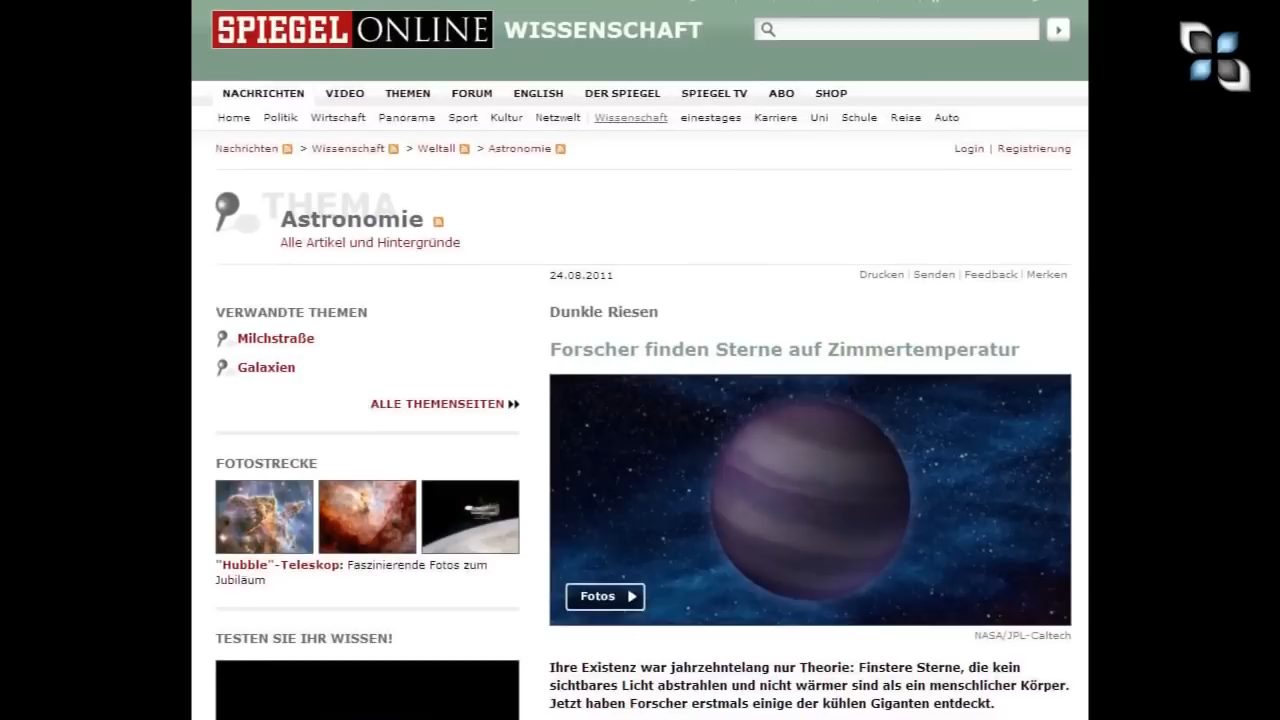 SPIEGEL ONLINE WISSENSCHAFT
NACHRICHTEN VIDEO THEMEN FORUM ENGLISH DER SPIEGEL SPIEGEL TV ABO SHOP
Home Politik Wirtschaft Panorama Sport Kultur Netzwelt | Wissenschaft einestages Karriere Uni Schule Reise Auto
Nachrichten > Wissenschaft > Weltall > Astronomie
Login | Registrierung
THEMA
Astronomie
Alle Artikel und Hintergründe
24.08.2011
Drucken | Senden | Feedback | Merken
VERWANDTE THEMEN
Milchstraße
Galaxien
ALLE THEMENSEITEN
FOTOSTRECKE
"Hubble"-Teleskop: Faszinierende Fotos zum
Jubiläum
TESTEN SIE IHR WISSEN!
Dunkle Riesen
Forscher finden Sterne auf Zimmertemperatur
Fotos
NASA/JPL-Caltech
Ihre Existenz war jahrzehntelang nur Theorie: Finstere Sterne, die kein
sichtbares Licht abstrahlen und nicht wärmer sind als ein menschlicher Körper.
Jetzt haben Forscher erstmals einige der kühlen Giganten entdeckt.